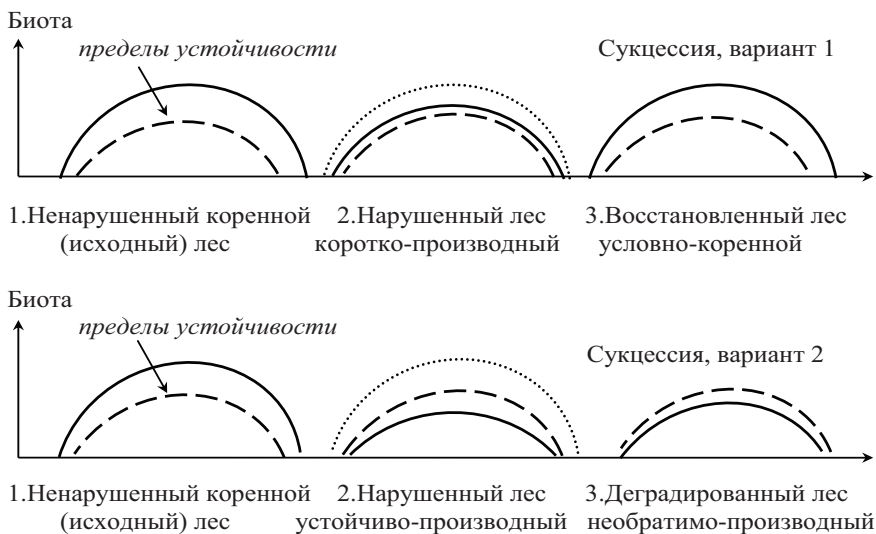 Биота
пределы устойчивости
Сукцессия, вариант 1
1.Ненарушенный коренной
(исходный) лес
2.Нарушенный лес
коротко-производный
3.Восстановленный лес
условно-коренной
Биота
пределы устойчивости
Сукцессия, вариант 2
1.Ненарушенный коренной
(исходный) лес
2.Нарушенный лес
устойчиво-производный
3.Деградированный лес
необратимо-производный